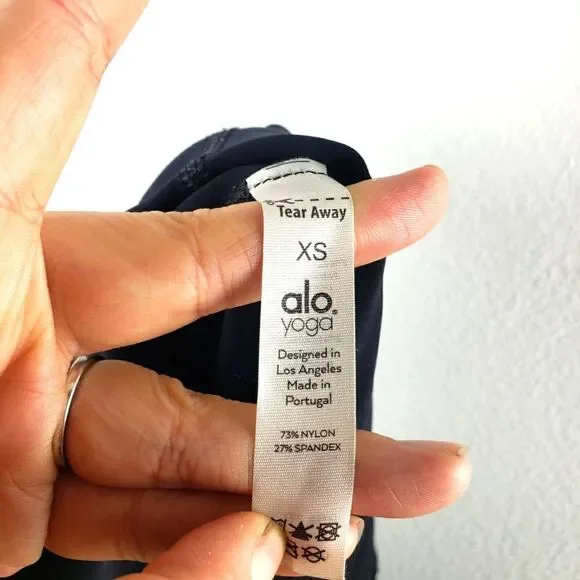 Tear Away
XS
alo.
yoga
Designed in
Los Angeles
Made in
Portugal
73% NYLON
27% SPANDEX